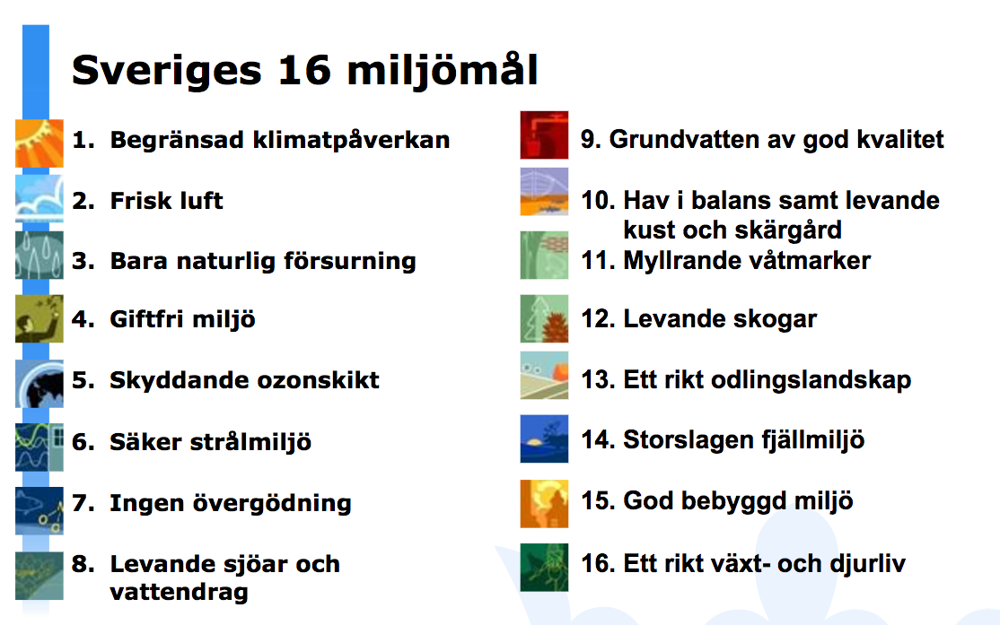 Sveriges 16 miljömål
1. Begränsad klimatpåverkan
2. Frisk luft
3. Bara naturlig försurning
4. Giftfri miljö
5. Skyddande ozonskikt
6. Säker strålmiljö
7. Ingen övergödning
8. Levande sjöar och
vattendrag
9. Grundvatten av god kvalitet
10. Hav i balans samt levande
kust och skärgård
11. Myllrande våtmarker
12. Levande skogar
13. Ett rikt odlingslandskap
14. Storslagen fjällmiljö
15. God bebyggd miljö
16. Ett rikt växt- och djurliv